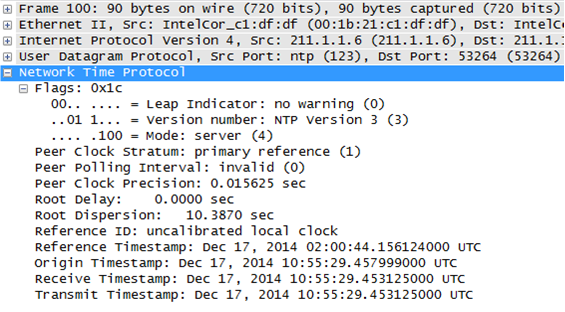 Frame 100: 90 bytes on wire (720 bits), 90 bytes captured (720 bits)
Ethernet II, Src: IntelCor_c1:df:df (00:1b:21:c1:df:df), Dst: IntelC
Internet Protocol Version 4, Src: 211.1.1.6 (211.1.1.6), Dst: 211.1.1
User Datagram Protocol, Src Port: ntp (123), Dst Port: 53264 (53264)
Network Time Protocol
Flags: 0x1c
00.. .... = Leap Indicator: no warning (0)
..01 1... = Version number: NTP Version 3 (3)
.... .100 = Mode: server (4)
Peer Clock Stratum: primary reference (1)
Peer Polling Interval: invalid (0)
Peer Clock Precision: 0.015625 sec
Root Delay:    0.0000 sec
Root Dispersion:   10.3870 sec
Reference ID: uncalibrated local clock
Reference Timestamp: Dec 17, 2014 02:00:44.156124000 UTC
Origin Timestamp: Dec 17, 2014 10:55:29.457999000 UTC
Receive Timestamp: Dec 17, 2014 10:55:29.453125000 UTC
Transmit Timestamp: Dec 17, 2014 10:55:29.453125000 UTC